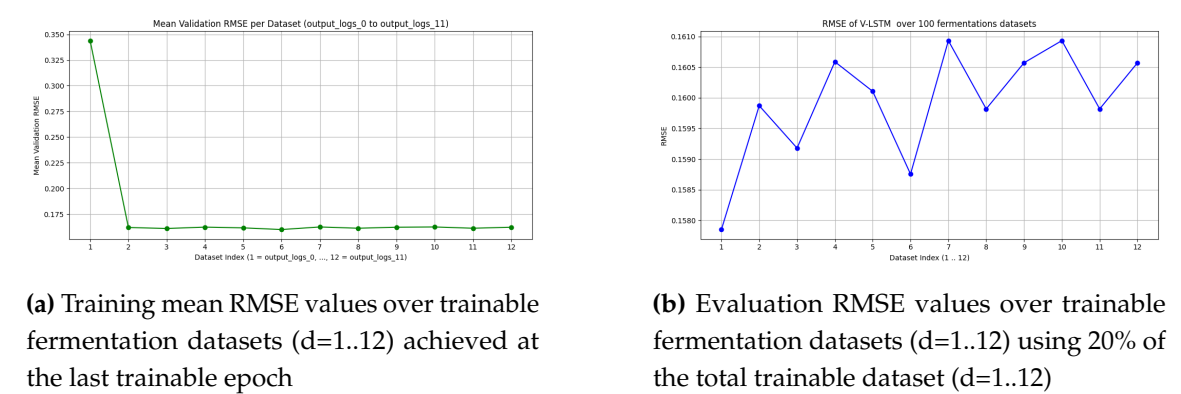 Mean Validation RMSE per Dataset (output_logs_0 to output_logs_11)
0.350
0.325
0.300
0.275
0.250
0.225
0.200
0.175
Mean Validation RMSE
1 2 3 4 5 6 7 8 9 10 11 12
Dataset Index (1 = output_logs_0, ..., 12 = output_logs_11)
RMSE of V-LSTM over 100 fermentations datasets
0.1610
0.1605
0.1600
0.1595
0.1590
0.1585
0.1580
RMSE
1 2 3 4 5 6 7 8 9 10 11 12
Dataset Index (1 .. 12)
(a) Training mean RMSE values over trainable
fermentation datasets (d=1..12) achieved at
the last trainable epoch
(b) Evaluation RMSE values over trainable
fermentation datasets (d=1..12) using 20% of
the total trainable dataset (d=1..12)